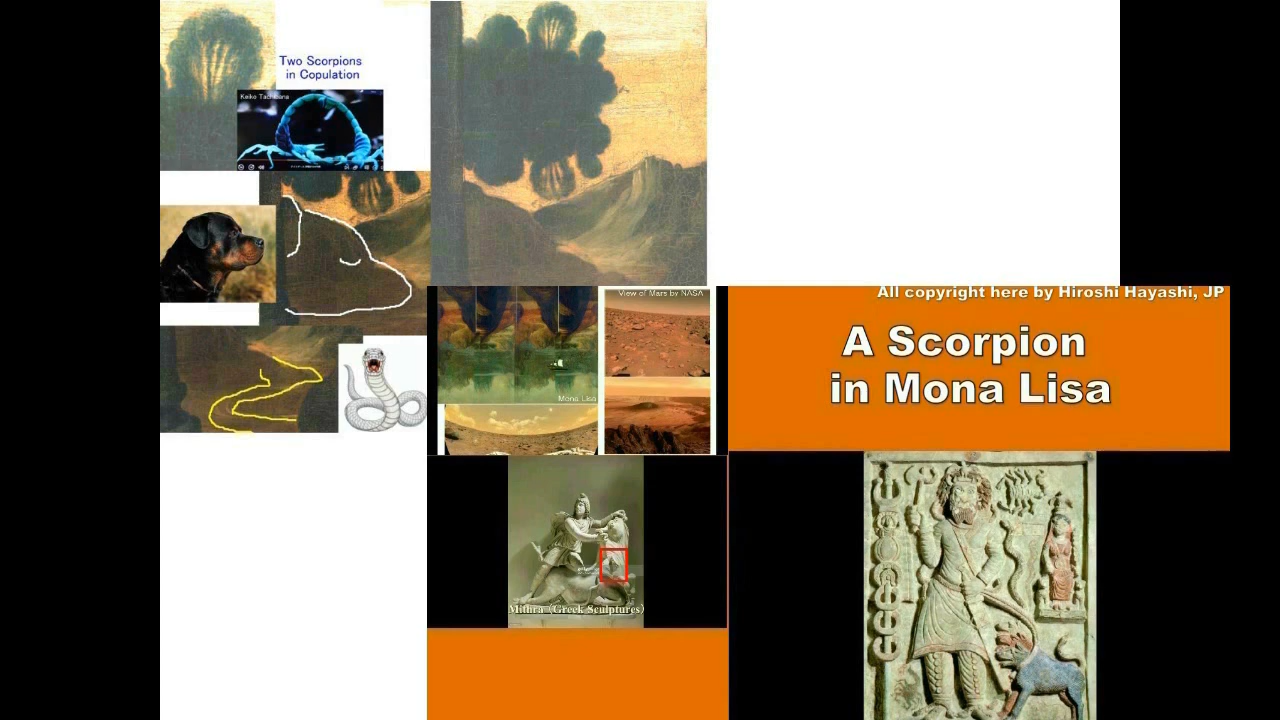 Two Scorpions
in Copulation
Keiko Tachibana
View of Mars by NASA
Mona Lisa
All copyright here by Hiroshi Hayashi, JP
A Scorpion
in Mona Lisa
Mithra (Greek Sculptures)